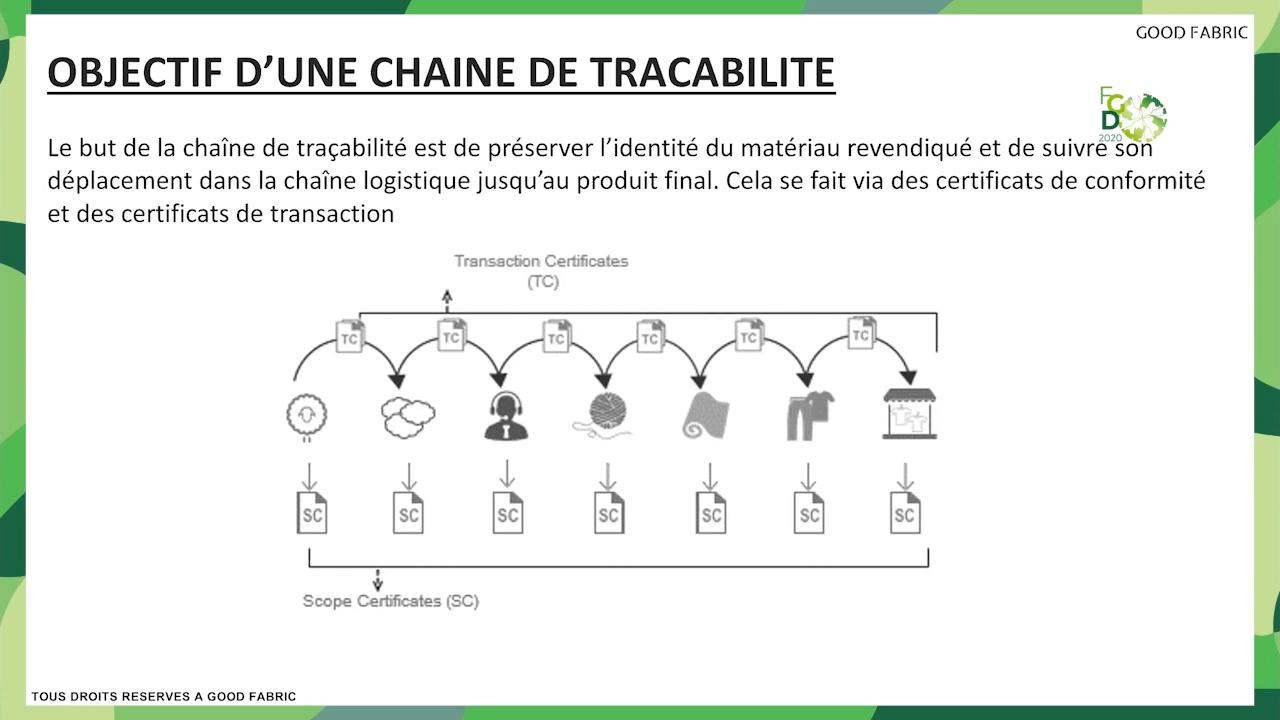 GOOD FABRIC
OBJECTIF D’UNE CHAINE DE TRACABILITE
FGD
2020
Le but de la chaîne de traçabilité est de préserver l’identité du matériau revendiqué et de suivre son
déplacement dans la chaîne logistique jusqu’au produit final. Cela se fait via des certificats de conformité
et des certificats de transaction
Transaction Certificates
(TC)
TC TC TC TC TC TC
SC SC SC SC SC SC SC
Scope Certificates (SC)
TOUS DROITS RESERVES A GOOD FABRIC